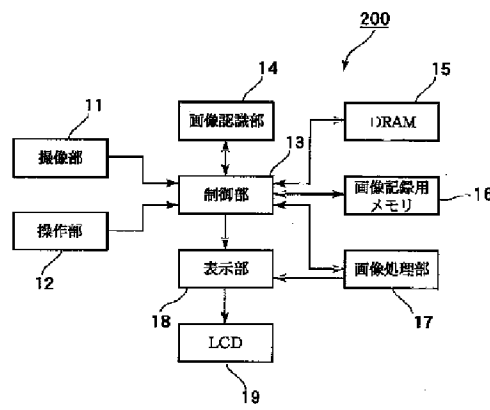 200
14
15
画像認識部
DRAM
11
13
撮像部
制御部
画像記録用
メモリ
16
操作部
12
表示部
画像処理部
18
17
LCD
19